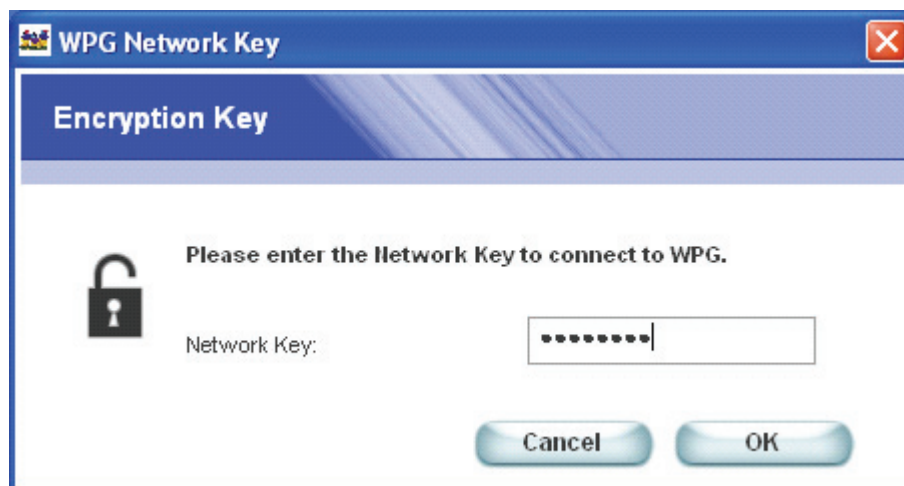 WPG Network Key
Encryption Key
Please enter the Network Key to connect to WPG.
Network Key: ••••••••
Cancel OK